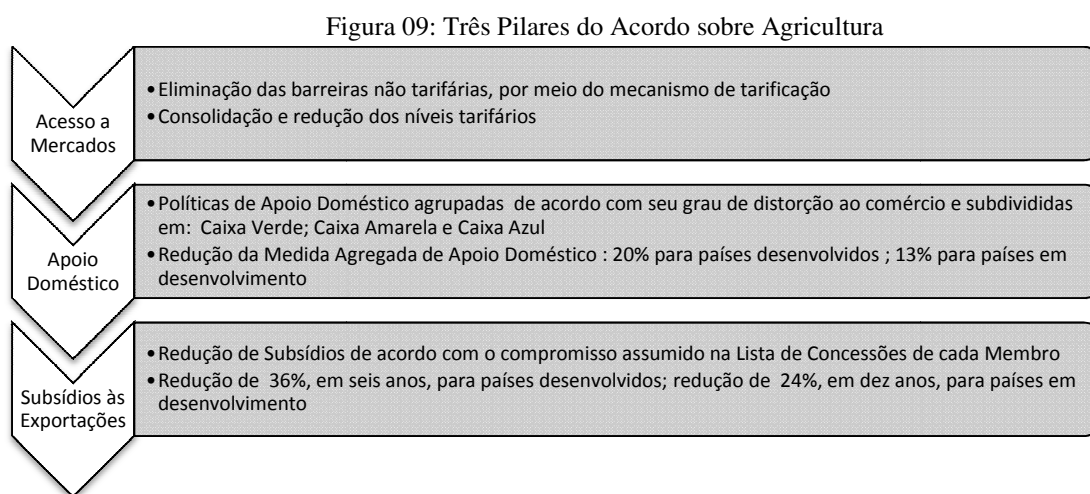 Figura 09: Três Pilares do Acordo sobre Agricultura
Acesso a
Mercados
•Eliminação das barreiras não tarifárias, por meio do mecanismo de tarificação
•Consolidação e redução dos níveis tarifários
Apoio
Doméstico
•Políticas de Apoio Doméstico agrupadas de acordo com seu grau de distorção ao comércio e subdivididas
em: Caixa Verde; Caixa Amarela e Caixa Azul
•Redução da Medida Agregada de Apoio Doméstico : 20% para países desenvolvidos ; 13% para países em
desenvolvimento
Subsídios às
Exportações
•Redução de Subsídios de acordo com o compromisso assumido na Lista de Concessões de cada Membro
•Redução de 36%, em seis anos, para países desenvolvidos; redução de 24%, em dez anos, para países em
desenvolvimento